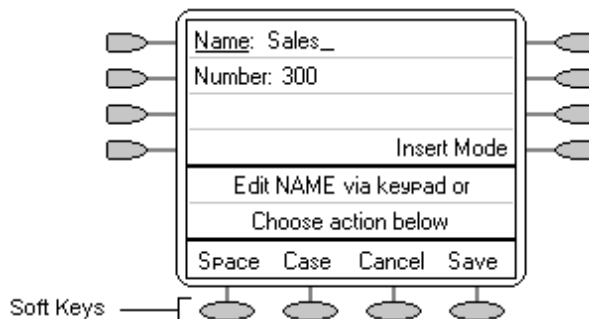 Name: Sales_
Number: 300
Insert Mode
Edit NAME via keypad or
Choose action below
Space Case Cancel Save
Soft Keys